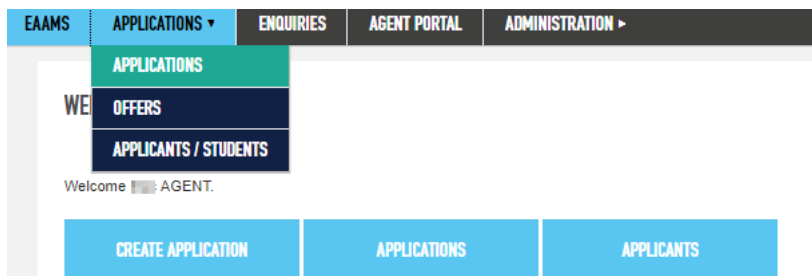 EAAMS APPLICATIONS ▾ ENQUIRIES AGENT PORTAL ADMINISTRATION ▸
APPLICATIONS
OFFERS
APPLICANTS / STUDENTS
Welcome AGENT.
CREATE APPLICATION APPLICATIONS APPLICANTS